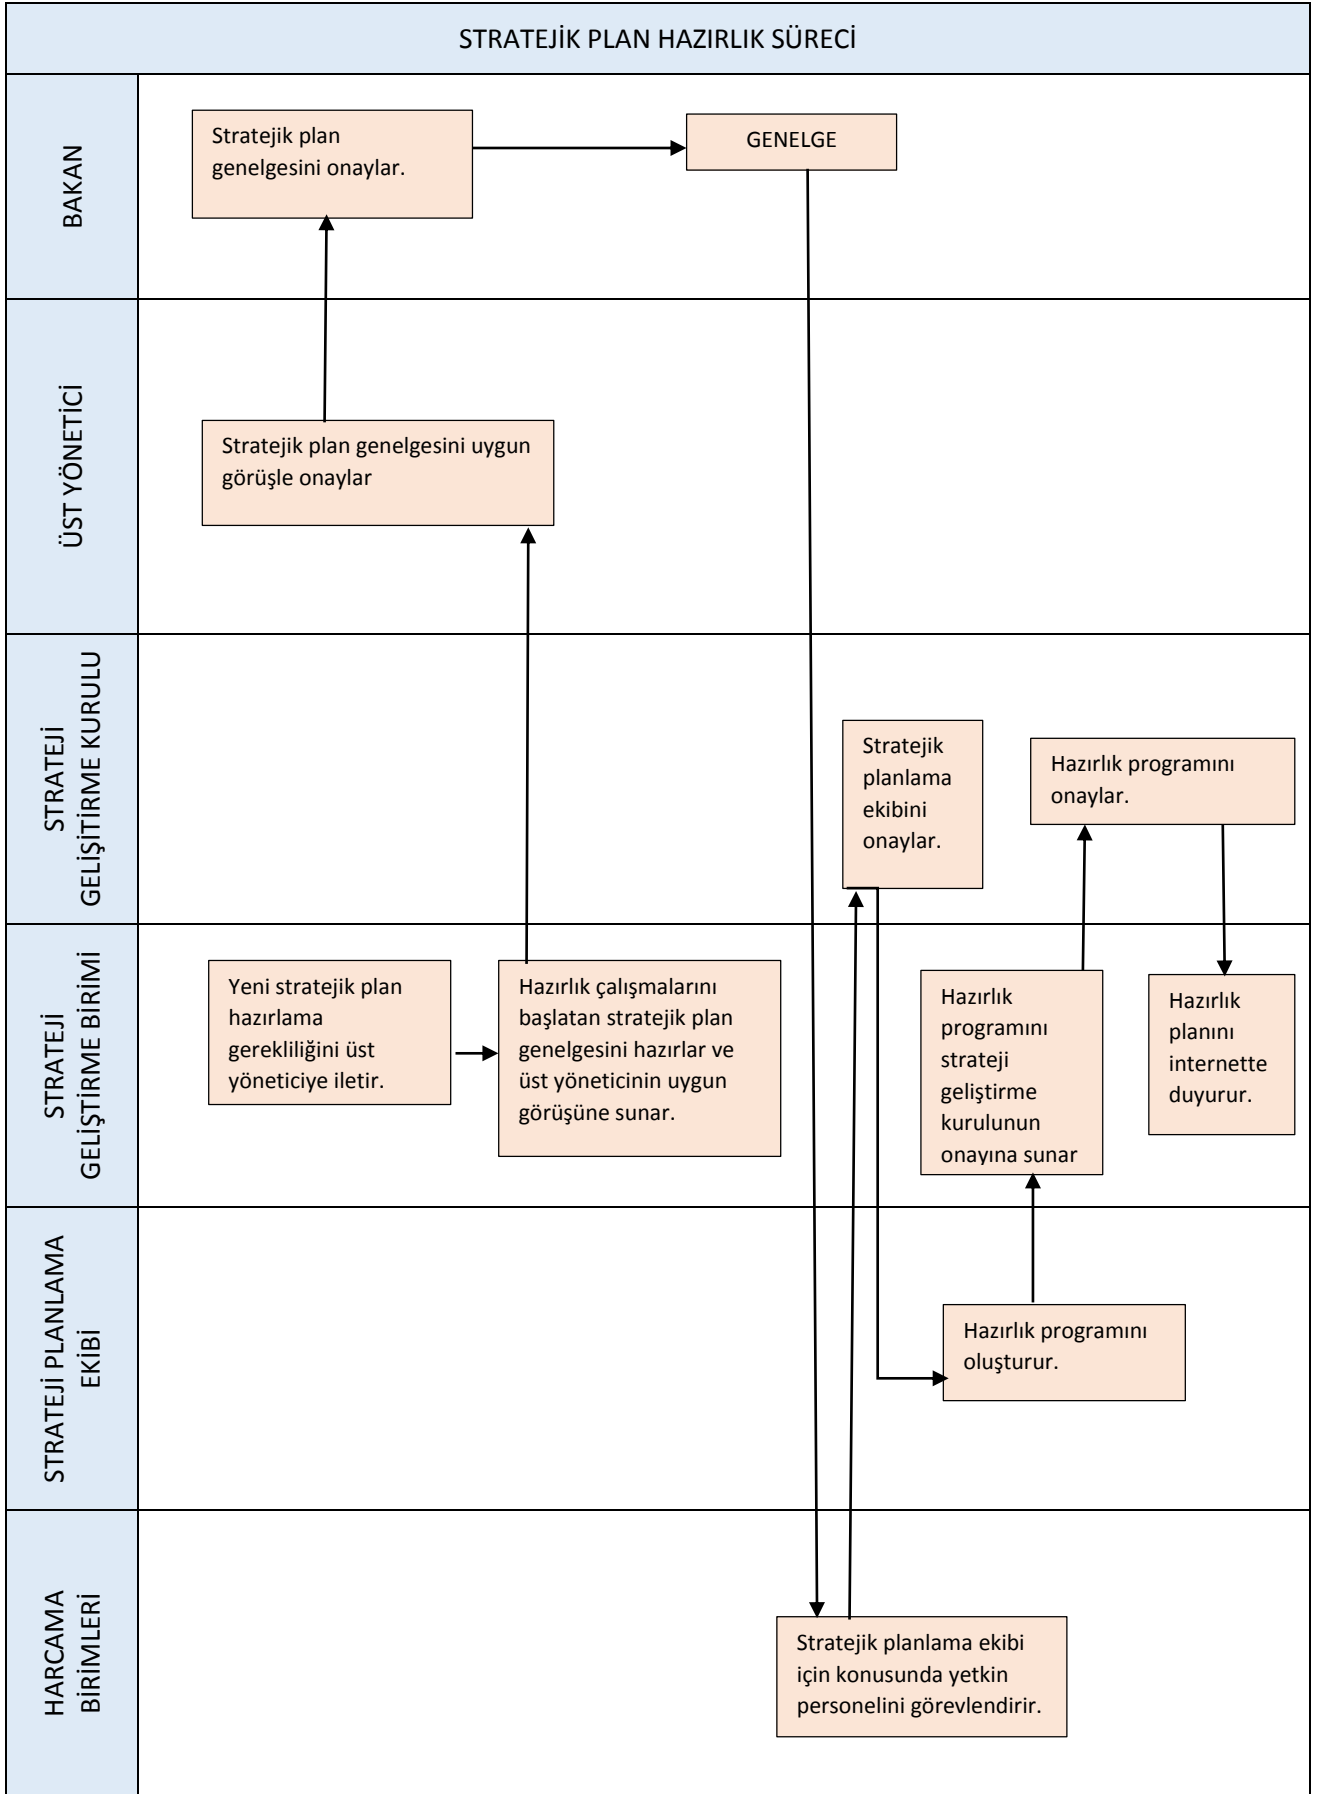 STRATEJİK PLAN HAZIRLIK SÜRECİ
BAKAN
Stratejik plan
genelgesini onaylar.
GENELGE
ÜST YÖNETİCİ
Stratejik plan genelgesini uygun
görüşle onaylar
STRATEJİ
GELİŞİTİRME KURULU
Stratejik
planlama
ekibini
onaylar.
Hazırlık programını
onaylar.
STRATEJİ
GELİŞTİRME BİRİMİ
Yeni stratejik plan
hazırlama
gerekliliğini üst
yöneticiye iletir.
Hazırlık çalışmalarını
başlatan stratejik plan
genelgesini hazırlar ve
üst yöneticinin uygun
görüşüne sunar.
Hazırlık
programını
strateji
geliştirme
kurulunun
onayına sunar
Hazırlık
planını
internette
duyurur.
STRATEJİ PLANLAMA
EKİBİ
Hazırlık programını
oluşturur.
HARCAMA
BİRİMLERİ
Stratejik planlama ekibi
için konusunda yetkin
personelini görevlendirir.